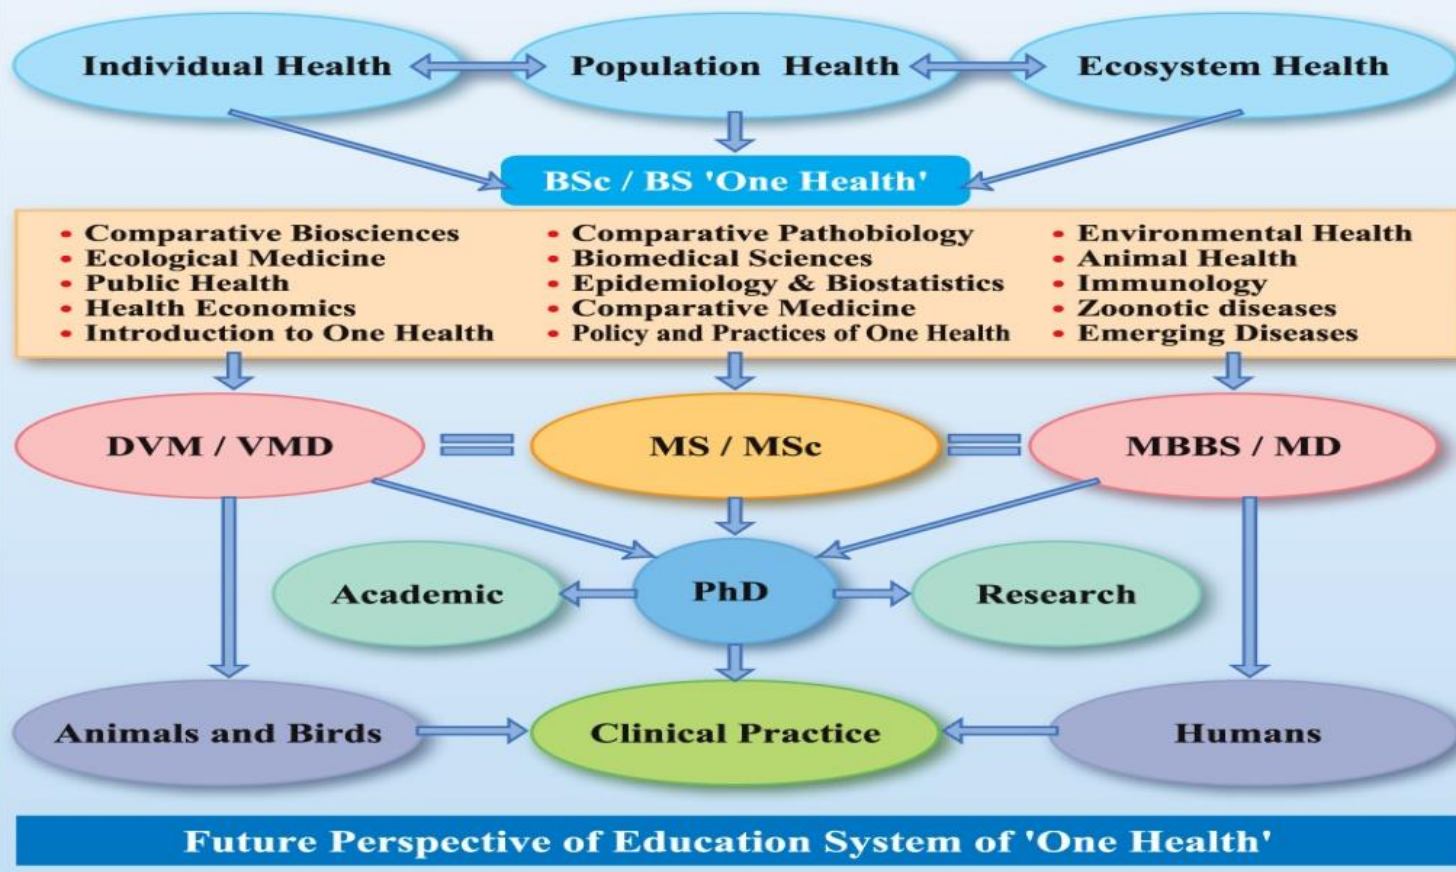 Individual Health
Population Health
Ecosystem Health
BSc / BS 'One Health'
• Comparative Biosciences
• Ecological Medicine
• Public Health
• Health Economics
• Introduction to One Health
• Comparative Pathobiology
• Biomedical Sciences
• Epidemiology & Biostatistics
• Comparative Medicine
• Policy and Practices of One Health
• Environmental Health
• Animal Health
• Immunology
• Zoonotic diseases
• Emerging Diseases
DVM / VMD
MS / MSc
MBBS / MD
Academic
PhD
Research
Animals and Birds
Clinical Practice
Humans
Future Perspective of Education System of 'One Health'